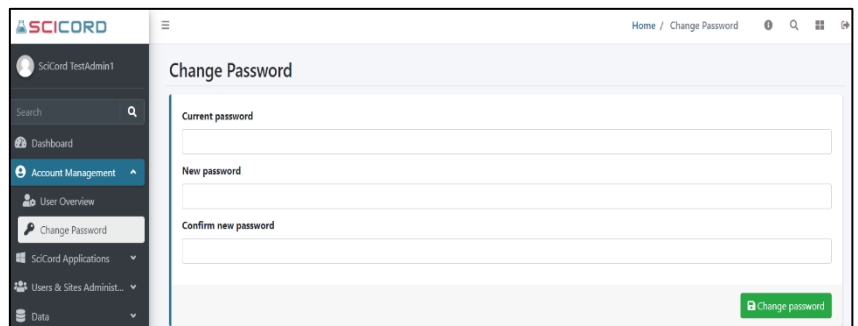 SCICORD
Home / Change Password
SciCord TestAdmin1
Change Password
Search
Current password
Dashboard
Account Management
New password
User Overview
Change Password
Confirm new password
SciCord Applications
Users & Sites Administ...
Change password
Data